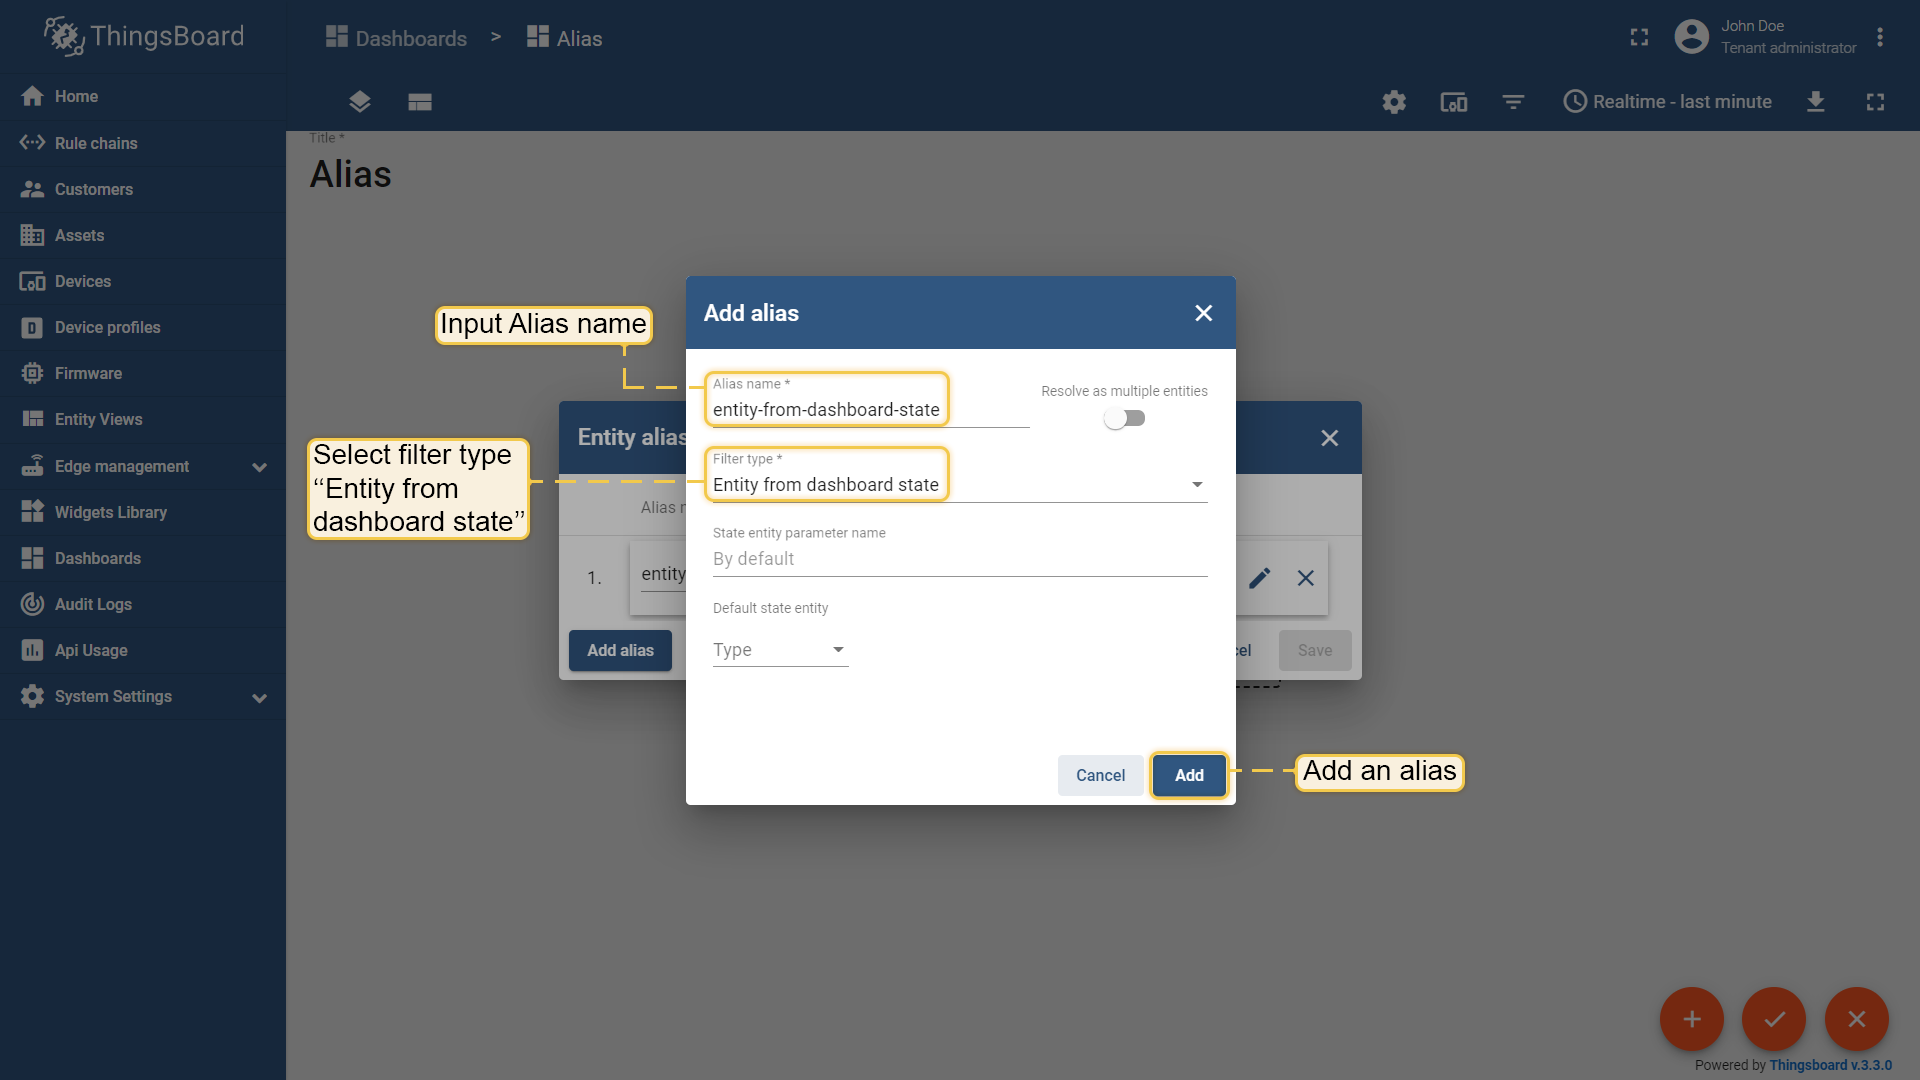 ThingsBoard
Dashboards > Alias
John Doe
Tenant administrator
Realtime - last minute
Home
Rule chains
Customers
Assets
Devices
Device profiles
Firmware
Entity Views
Edge management
Widgets Library
Dashboards
Audit Logs
Api Usage
System Settings
Title *
Alias
Input Alias name
Select filter type
“Entity from
dashboard state”
Add alias
Alias name *
entity-from-dashboard-state
Resolve as multiple entities
Filter type *
Entity from dashboard state
State entity parameter name
By default
Default state entity
Type
Cancel
Add
Add an alias
Entity alias
Alias n
1.
entity
Add alias
cel
Save
Powered by Thingsboard v.3.3.0